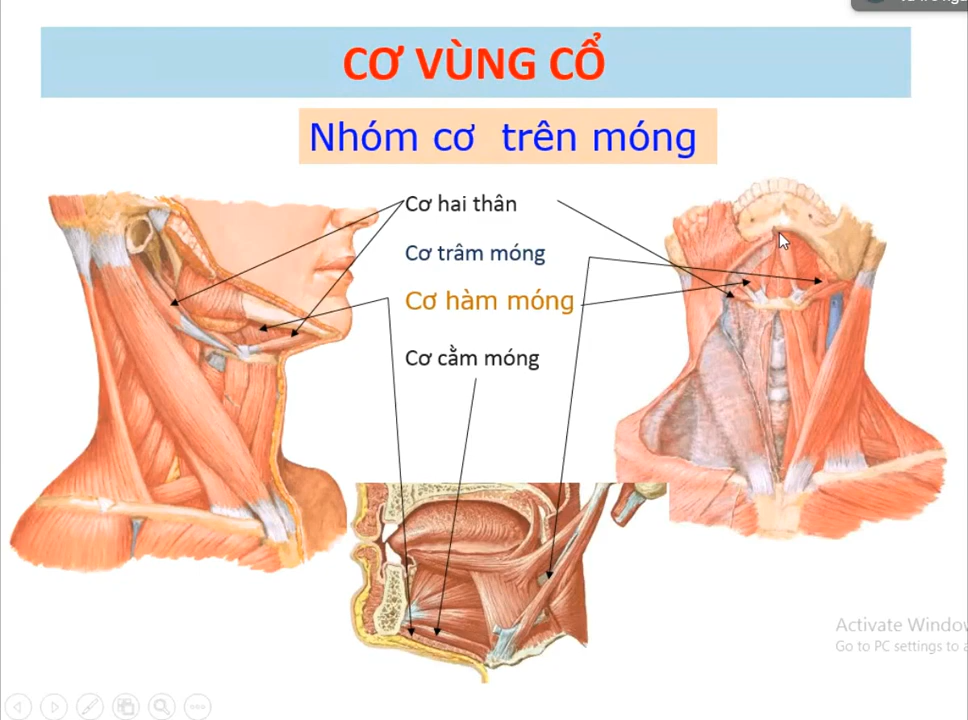 CƠ VÙNG CỔ
Nhóm cơ trên móng
Cơ hai thân
Cơ trâm móng
Cơ hàm móng
Cơ cằm móng
Activate Window
Go to PC settings to a